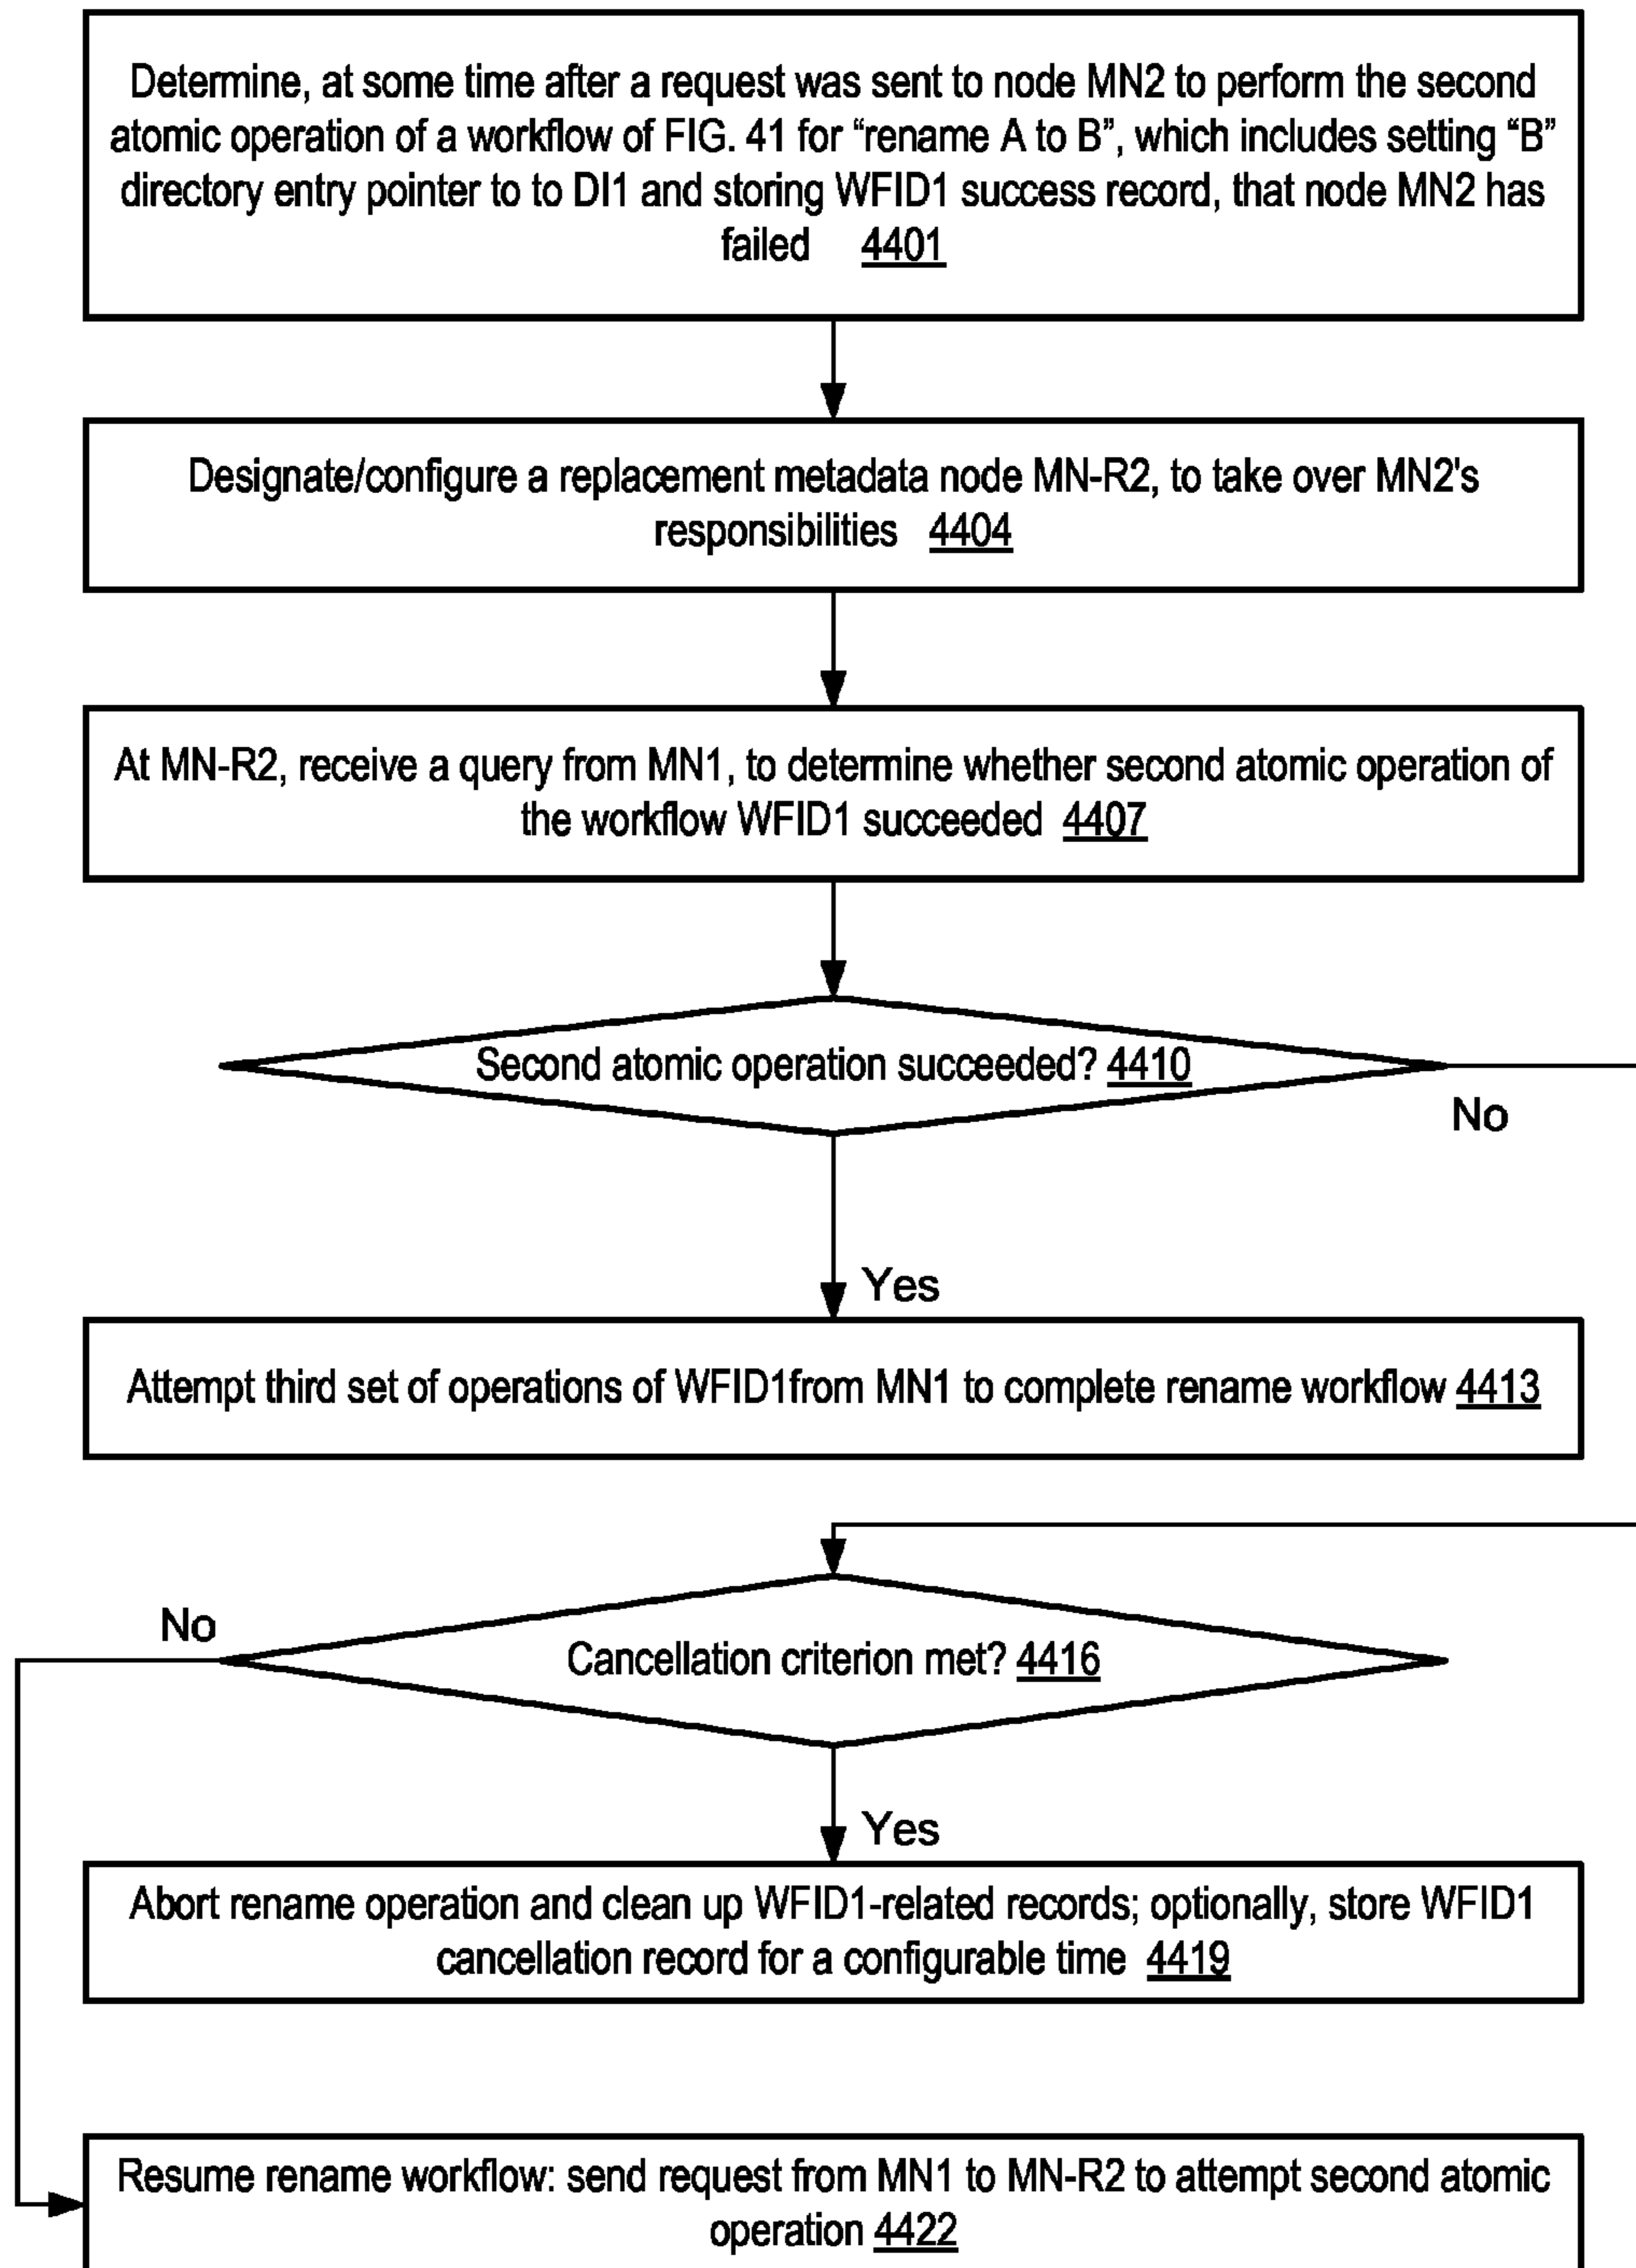 Determine, at some time after a request was sent to node MN2 to perform the second
atomic operation of a workflow of FIG. 41 for “rename A to B”, which includes setting “B”
directory entry pointer to to DI1 and storing WFID1 success record, that node MN2 has
failed 4401
Designate/configure a replacement metadata node MN-R2, to take over MN2's
responsibilities 4404
At MN-R2, receive a query from MN1, to determine whether second atomic operation of
the workflow WFID1 succeeded 4407
Second atomic operation succeeded? 4410
No
Yes
Attempt third set of operations of WFID1from MN1 to complete rename workflow 4413
No
Cancellation criterion met? 4416
Yes
Abort rename operation and clean up WFID1-related records; optionally, store WFID1
cancellation record for a configurable time 4419
Resume rename workflow: send request from MN1 to MN-R2 to attempt second atomic
operation 4422